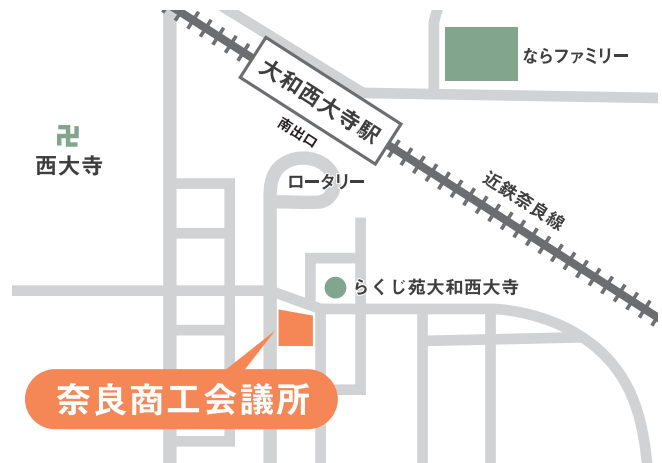 ならファミリー
大和西大寺駅
南出口
卍
西大寺
ロータリー
近鉄奈良線
らくじ苑大和西大寺
奈良商工会議所